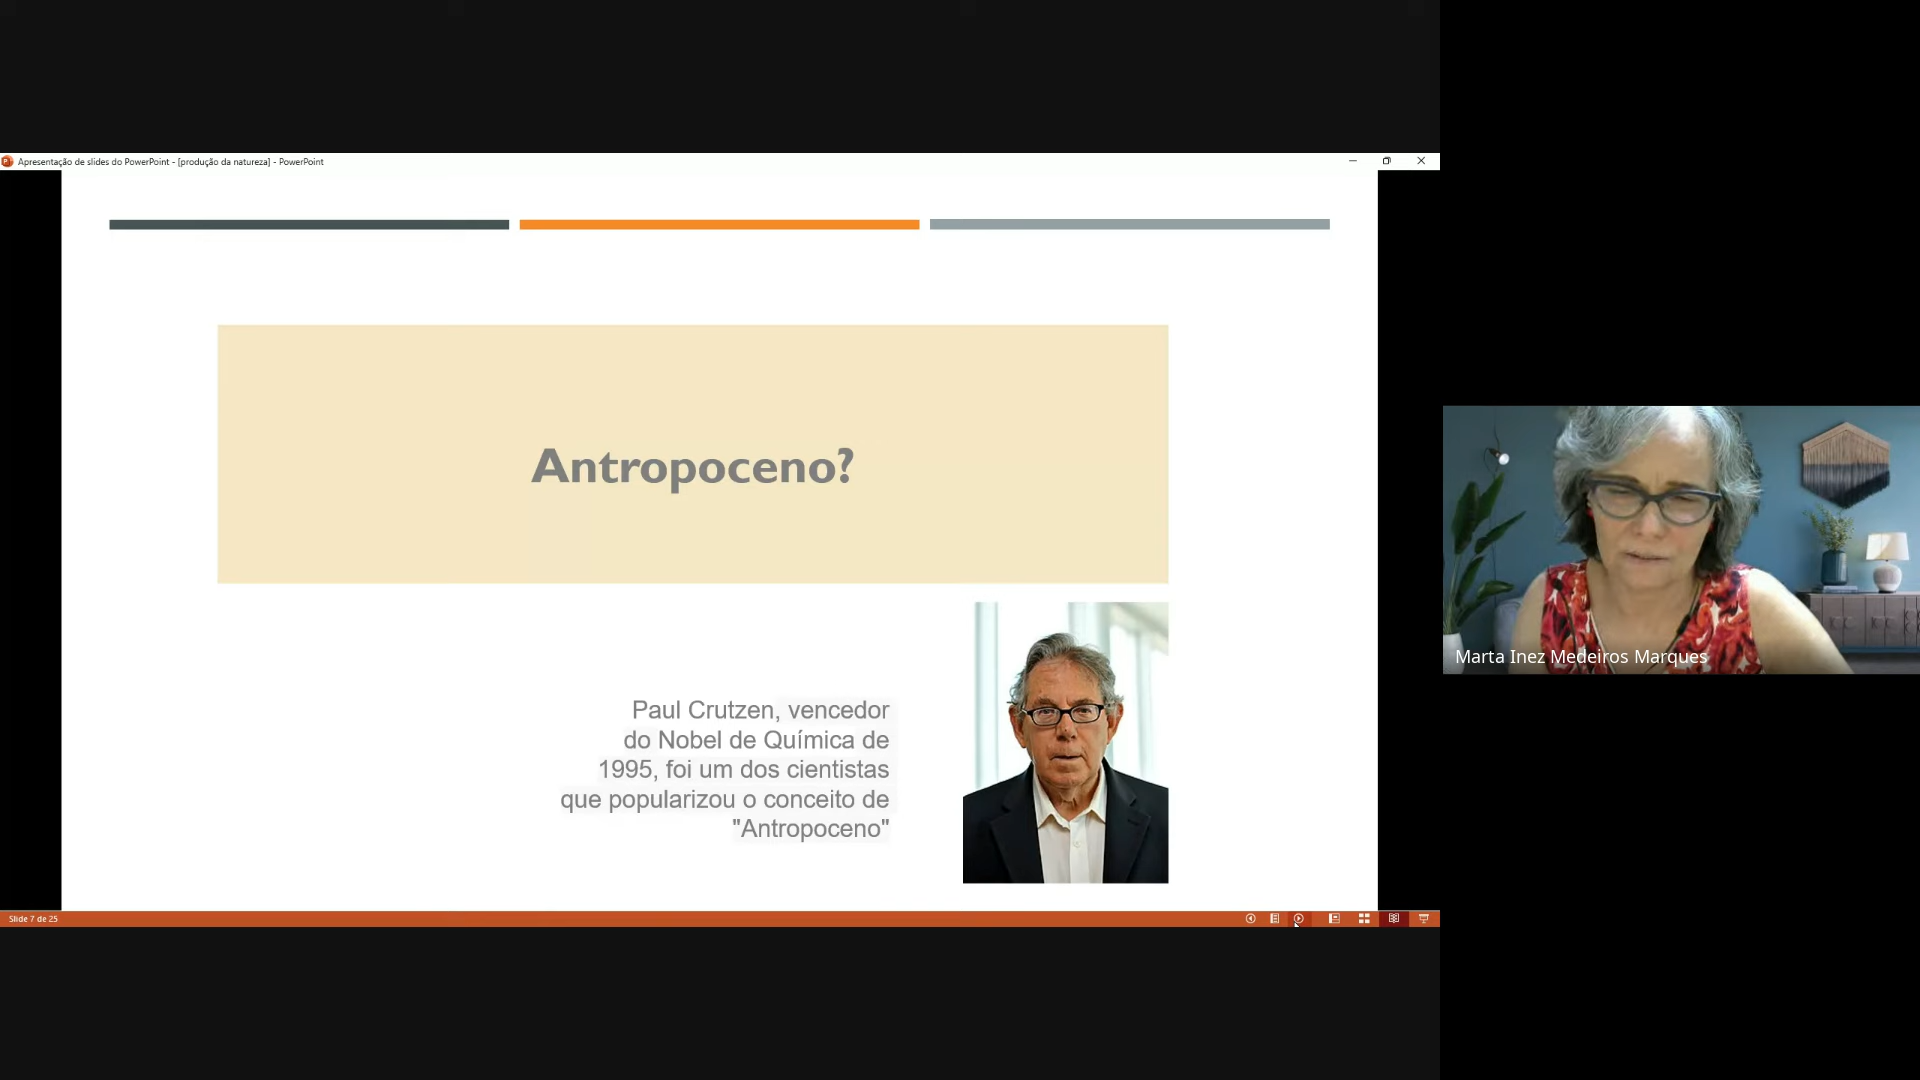 Apresentação de slides do PowerPoint - [produção da natureza] - PowerPoint
Antropoceno?
Paul Crutzen, vencedor
do Nobel de Química de
1995, foi um dos cientistas
que popularizou o conceito de
"Antropoceno"
Marta Inez Medeiros Marques
Slide 7 de 25